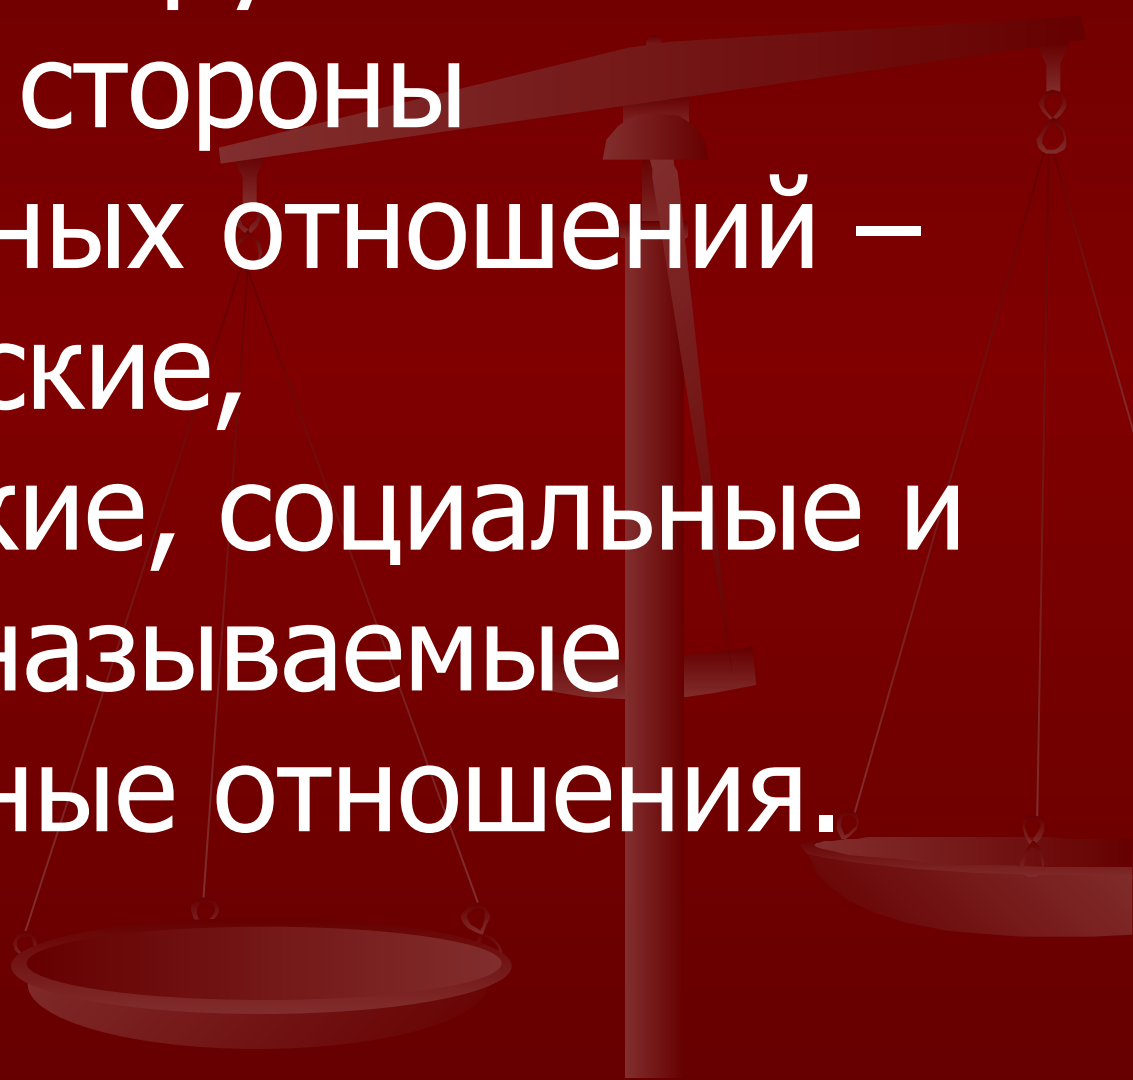 стороны
ных отношений –
ские,
кие, социальные и
называемые
ные отношения.